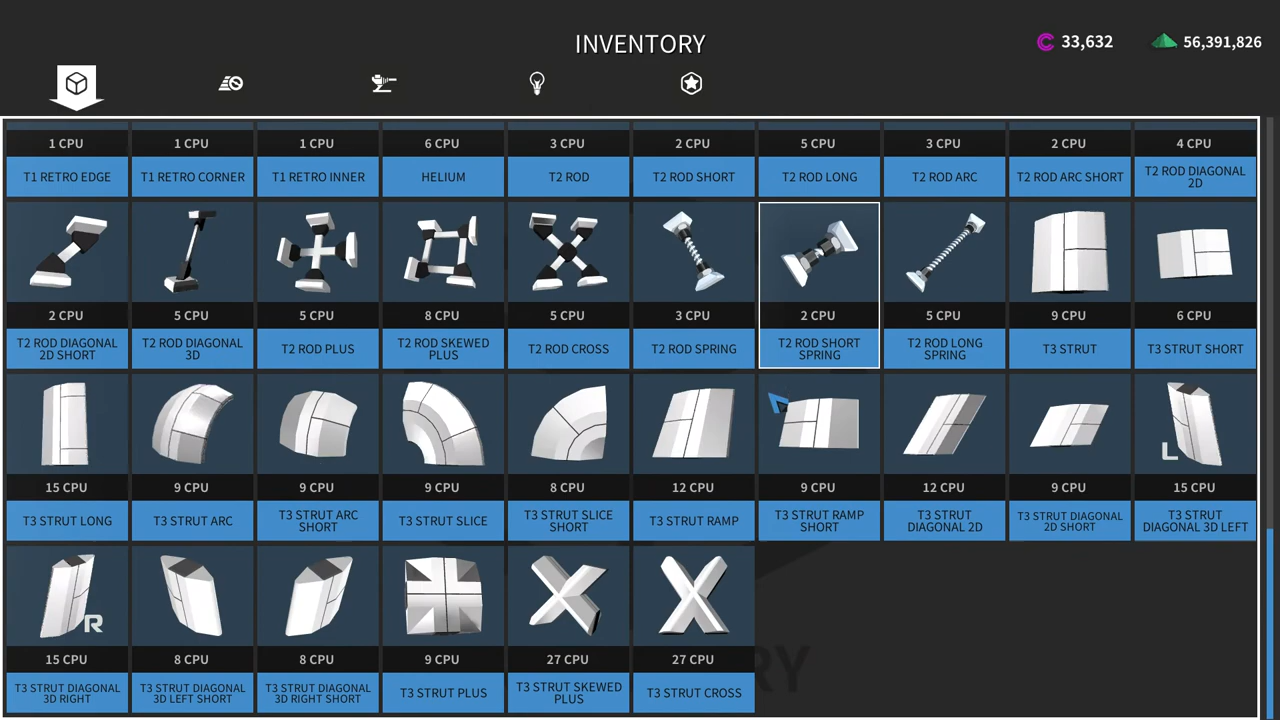 INVENTORY
33,632
56,391,826
1 CPU
1 CPU
1 CPU
6 CPU
3 CPU
2 CPU
5 CPU
3 CPU
2 CPU
4 CPU
T1 RETRO EDGE
T1 RETRO CORNER
T1 RETRO INNER
HELIUM
T2 ROD
T2 ROD SHORT
T2 ROD LONG
T2 ROD ARC
T2 ROD ARC SHORT
T2 ROD DIAGONAL
2D
2 CPU
5 CPU
5 CPU
8 CPU
5 CPU
3 CPU
2 CPU
5 CPU
9 CPU
6 CPU
T2 ROD DIAGONAL
2D SHORT
T2 ROD DIAGONAL
3D
T2 ROD PLUS
T2 ROD SKEWED
PLUS
T2 ROD CROSS
T2 ROD SPRING
T2 ROD SHORT
SPRING
T2 ROD LONG
SPRING
T3 STRUT
T3 STRUT SHORT
L
15 CPU
9 CPU
9 CPU
9 CPU
8 CPU
12 CPU
9 CPU
12 CPU
9 CPU
15 CPU
T3 STRUT LONG
T3 STRUT ARC
T3 STRUT ARC
SHORT
T3 STRUT SLICE
T3 STRUT SLICE
SHORT
T3 STRUT RAMP
T3 STRUT RAMP
SHORT
T3 STRUT
DIAGONAL 2D
T3 STRUT DIAGONAL
2D SHORT
T3 STRUT
DIAGONAL 3D LEFT
R
15 CPU
8 CPU
8 CPU
9 CPU
27 CPU
27 CPU
T3 STRUT DIAGONAL
3D RIGHT
T3 STRUT DIAGONAL
3D LEFT SHORT
T3 STRUT DIAGONAL
3D RIGHT SHORT
T3 STRUT PLUS
T3 STRUT SKEWED
PLUS
T3 STRUT CROSS